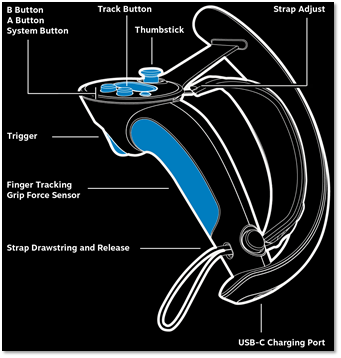 B Button
A Button
System Button
Track Button
Thumbstick
Strap Adjust
Trigger
Finger Tracking
Grip Force Sensor
Strap Drawstring and Release
USB-C Charging Port